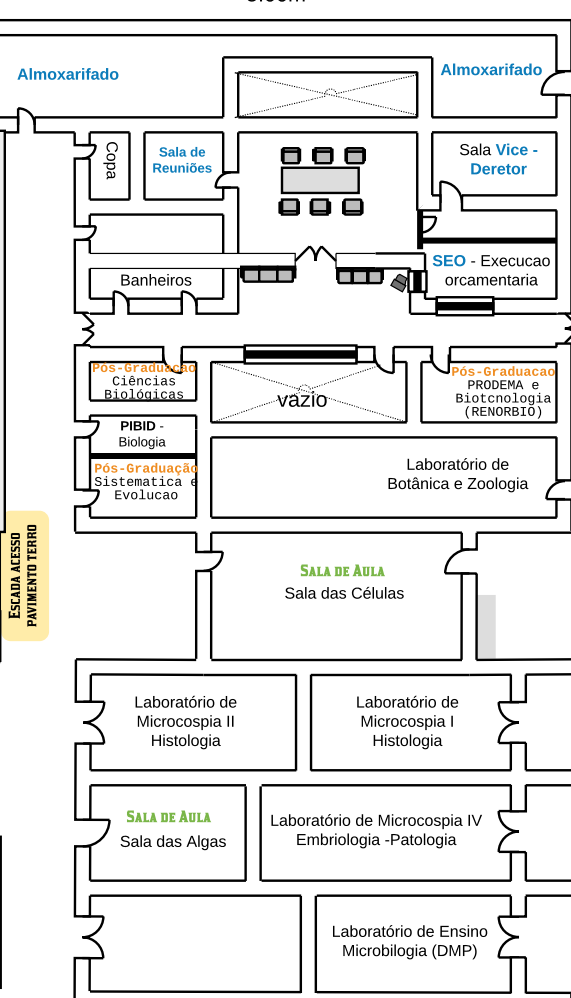 Almoxarifado
Almoxarifado
Copa
Sala de
Reuniões
Sala Vice -
Deretor
SEO - Execucao
orcamentaria
Banheiros
Pós-Graduaçao
Ciências
Biológicas
vazio
Pós-Graduacao
PRODEMA e
Biotcnologia
(RENORBIO)
PIBID -
Biologia
Pós-Graduação
Sistematica e
Evolucao
Laboratório de
Botânica e Zoologia
ESCADA ACESSO
PAVIMENTO TERRO
SALA DE AULA
Sala das Células
Laboratório de
Microcospia II
Histologia
Laboratório de
Microcospia I
Histologia
SALA DE AULA
Sala das Algas
Laboratório de Microcospia IV
Embriologia -Patologia
Laboratório de Ensino
Microbilogia (DMP)